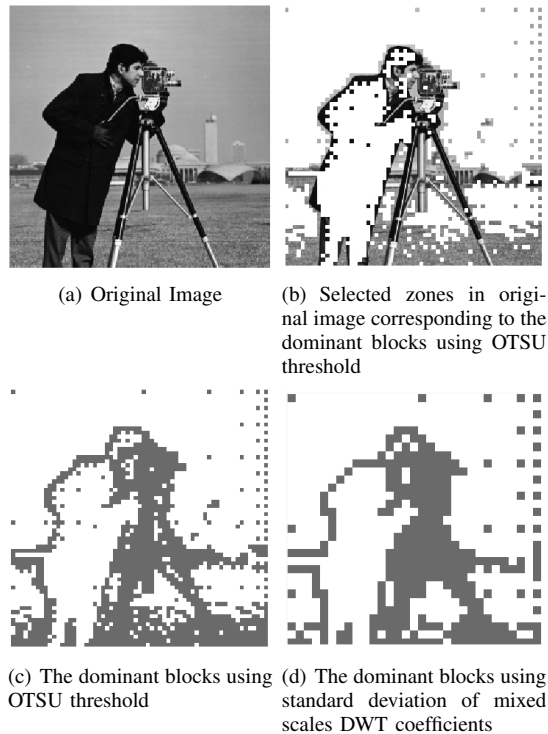 (a) Original Image
(b) Selected zones in origi-
nal image corresponding to the
dominant blocks using OTSU
threshold
(c) The dominant blocks using
OTSU threshold
(d) The dominant blocks using
standard deviation of mixed
scales DWT coefficients